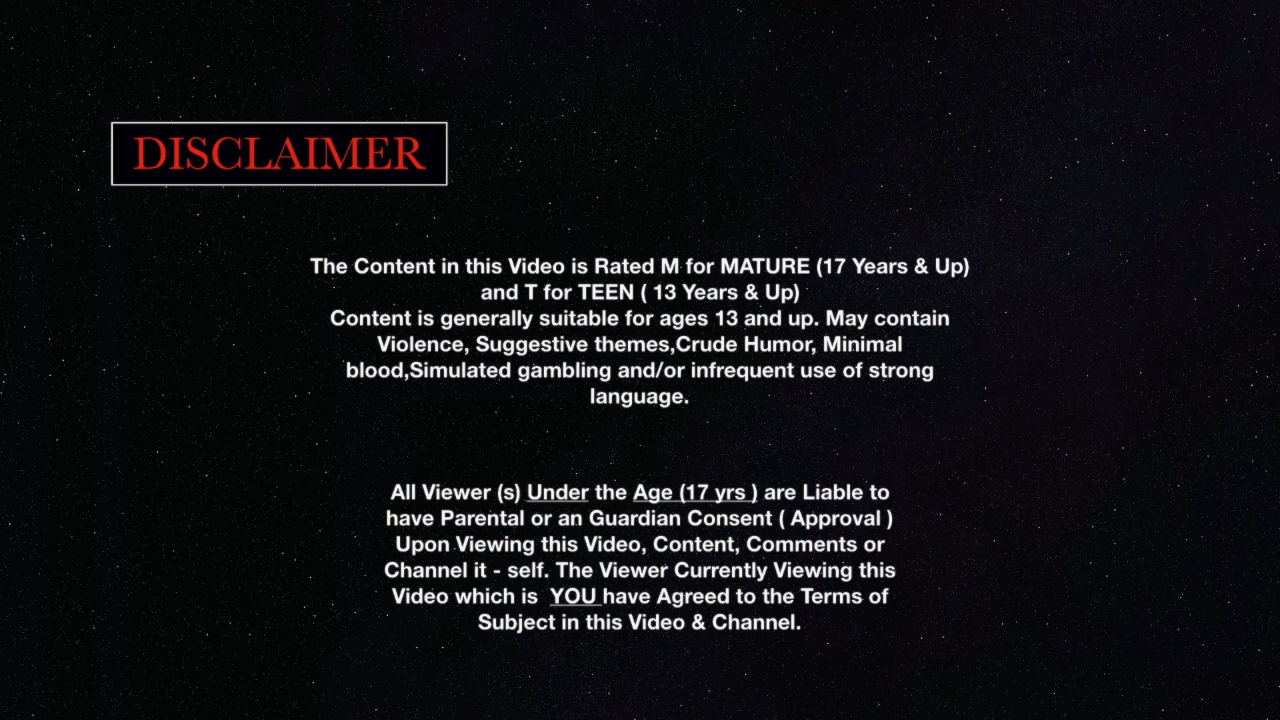 DISCLAIMER
The Content in this Video is Rated M for MATURE (17 Years & Up)
and T for TEEN ( 13 Years & Up)
Content is generally suitable for ages 13 and up. May contain
Violence, Suggestive themes,Crude Humor, Minimal
blood,Simulated gambling and/or infrequent use of strong
language.
All Viewer (s) Under the Age (17 yrs ) are Liable to
have Parental or an Guardian Consent ( Approval )
Upon Viewing this Video, Content, Comments or
Channel it - self. The Viewer Currently Viewing this
Video which is  YOU have Agreed to the Terms of
Subject in this Video & Channel.